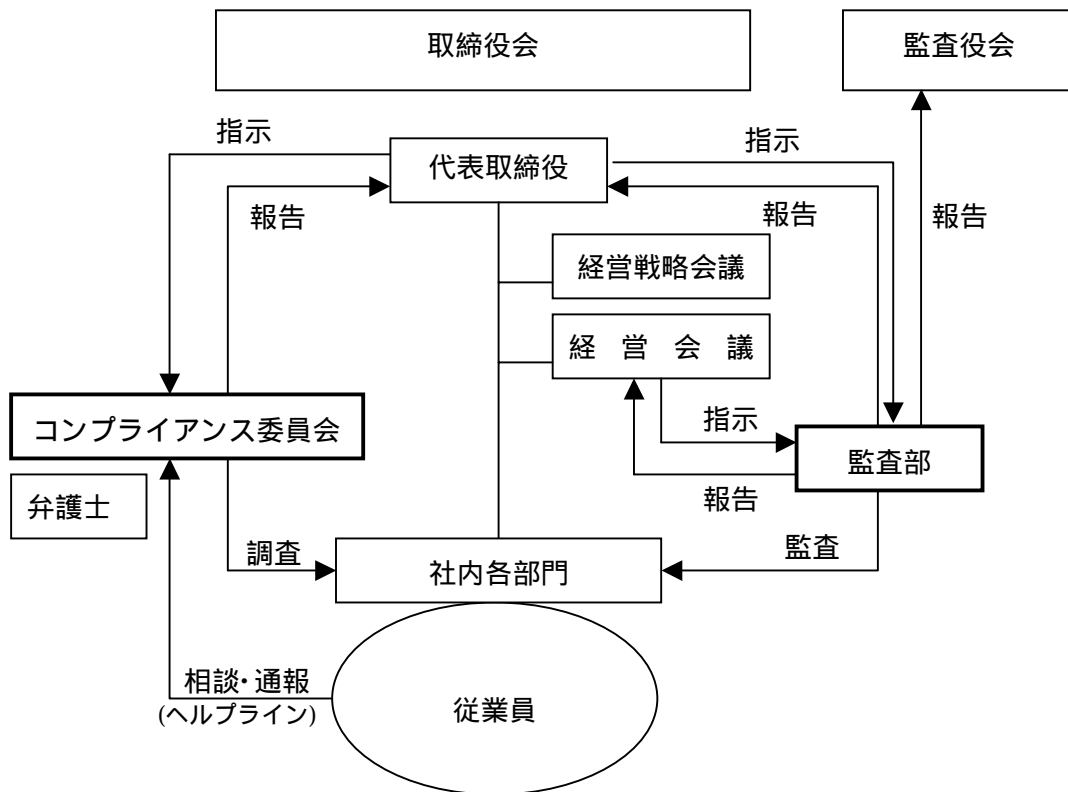 取締役会
監査役会
指示
代表取締役
指示
報告
報告
報告
経営戦略会議
経 営 会 議
指示
コンプライアンス委員会
監査部
弁護士
報告
調査
社内各部門
監査
相談・通報
(ヘルプライン)
従業員